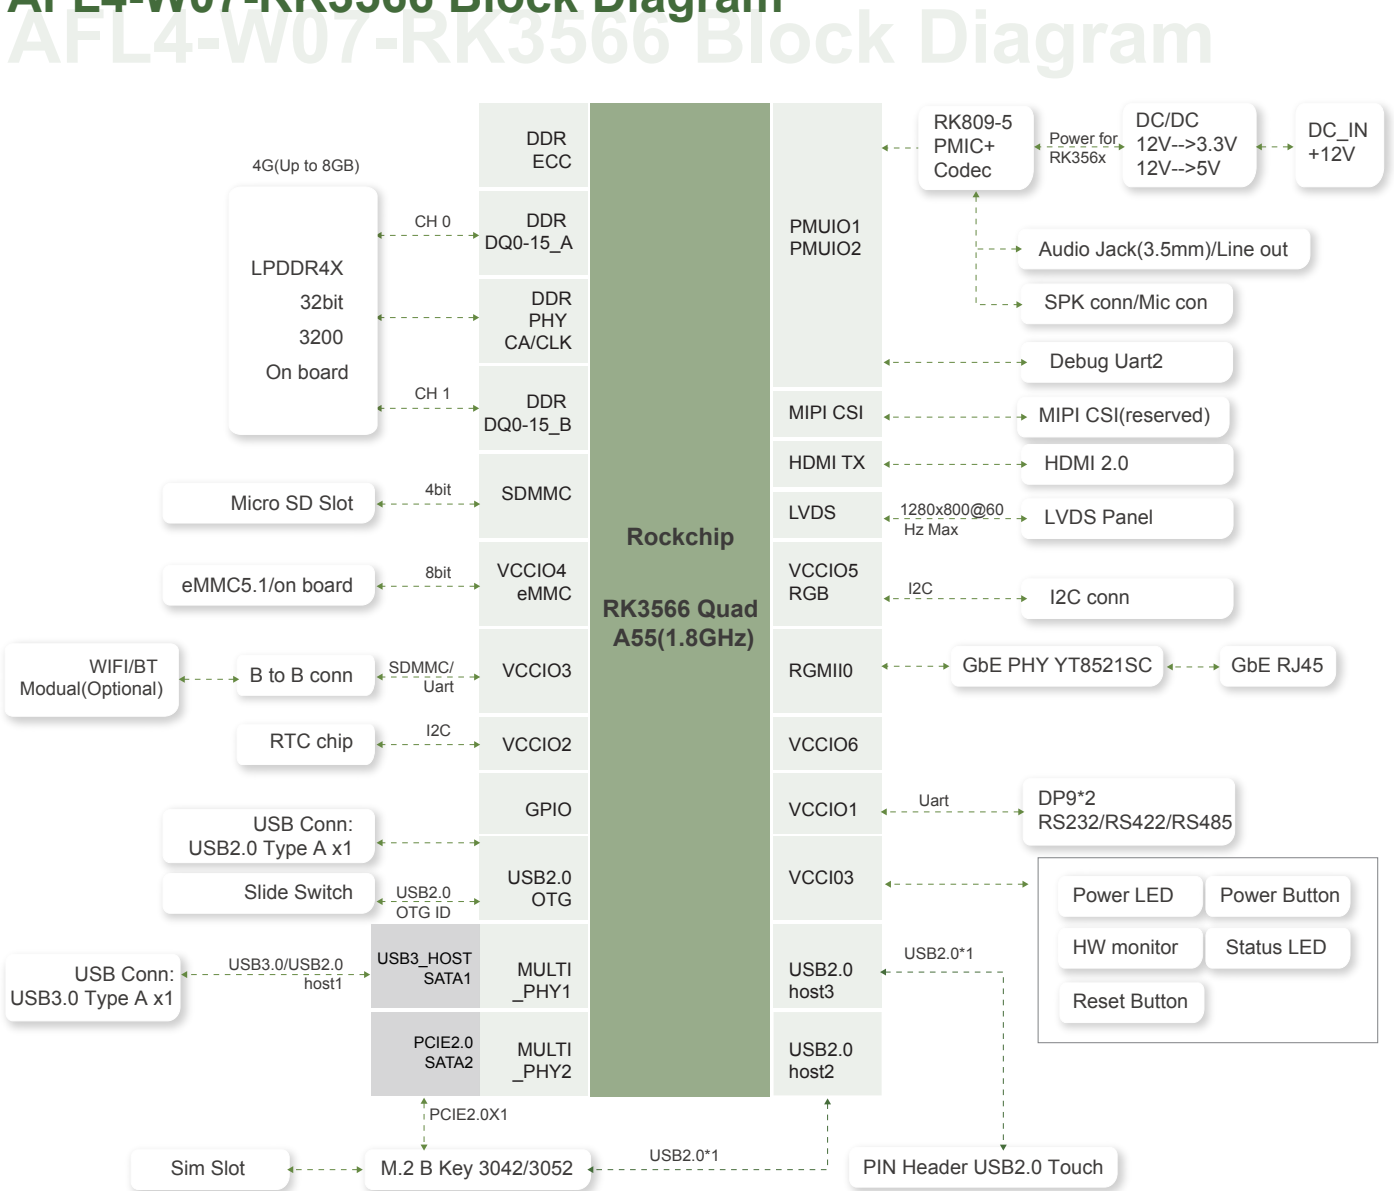 AFL4-W07-RK3566 Block Diagram
AFL4-W07-RK3566 Block Diagram
4G(Up to 8GB)
LPDDR4X
32bit
3200
On board
CH 0
CH 1
DDR
ECC
DDR
DQ0-15_A
DDR
PHY
CA/CLK
DDR
DQ0-15_B
Micro SD Slot
4bit
SDMMC
eMMC5.1/on board
8bit
VCCIO4
eMMC
WIFI/BT
Modual(Optional)
B to B conn
SDMMC/
Uart
VCCIO3
RTC chip
I2C
VCCIO2
GPIO
USB Conn:
USB2.0 Type A x1
Slide Switch
USB2.0
OTG ID
USB2.0
OTG
USB Conn:
USB3.0 Type A x1
USB3.0/USB2.0
host1
USB3_HOST
SATA1
MULTI
_PHY1
PCIE2.0
SATA2
MULTI
_PHY2
PCIE2.0X1
Sim Slot
M.2 B Key 3042/3052
USB2.0*1
Rockchip
RK3566 Quad
A55(1.8GHz)
PMUIO1
PMUIO2
RK809-5
PMIC+
Codec
Power for
RK356x
DC/DC
12V-->3.3V
12V-->5V
DC_IN
+12V
Audio Jack(3.5mm)/Line out
SPK conn/Mic con
Debug Uart2
MIPI CSI
MIPI CSI(reserved)
HDMI TX
HDMI 2.0
LVDS
1280x800@60
Hz Max
LVDS Panel
VCCIO5
RGB
I2C
I2C conn
RGMII0
GbE PHY YT8521SC
GbE RJ45
VCCIO6
VCCIO1
Uart
DP9*2
RS232/RS422/RS485
VCCI03
Power LED
Power Button
HW monitor
Status LED
Reset Button
USB2.0
host3
USB2.0*1
USB2.0
host2
PIN Header USB2.0 Touch